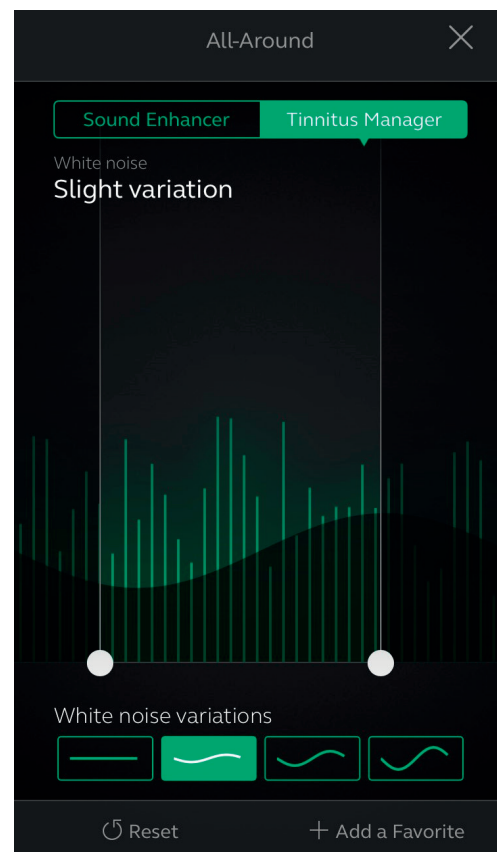 All-Around
Sound Enhancer Tinnitus Manager
White noise
Slight variation
White noise variations
Reset Add a Favorite